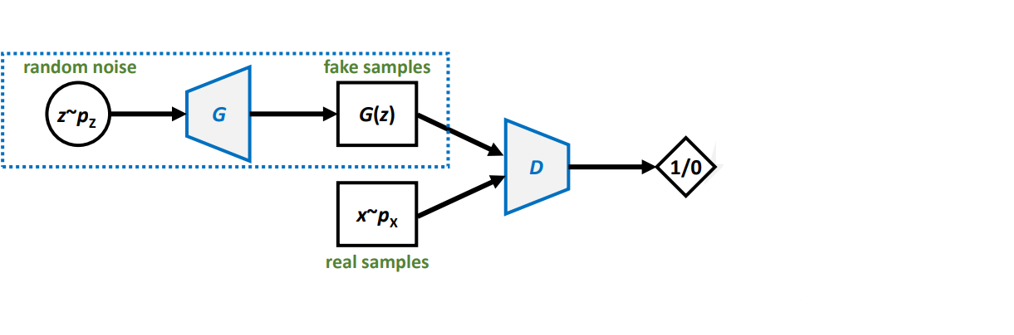 random noise
fake samples
z~pz
G
G(z)
D
1/0
x~px
real samples